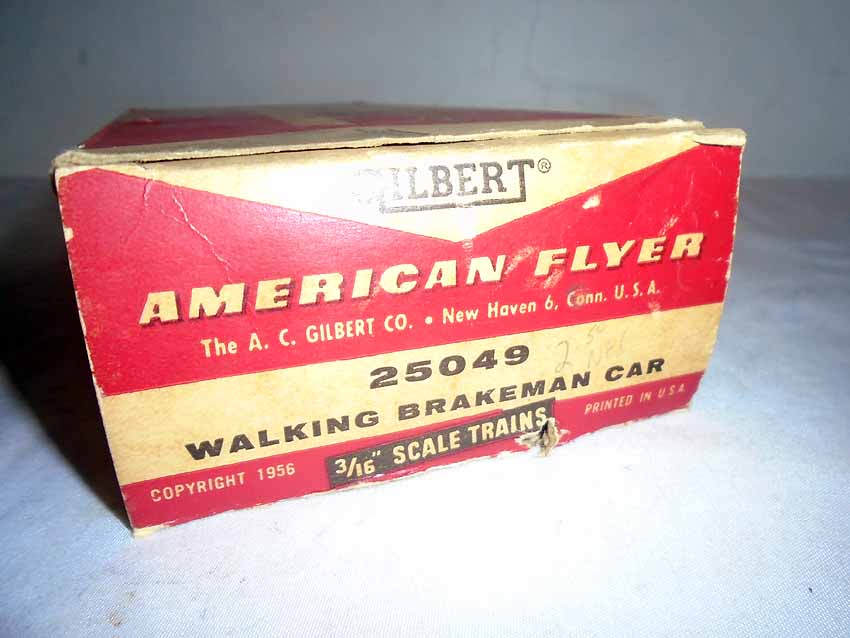 GILBERT®
AMERICAN FLYER
The A. C. GILBERT CO. • New Haven 6, Conn. U. S. A.
25049
WALKING BRAKEMAN CAR
COPYRIGHT 1956
3/16" SCALE TRAINS
PRINTED IN U.S.A.